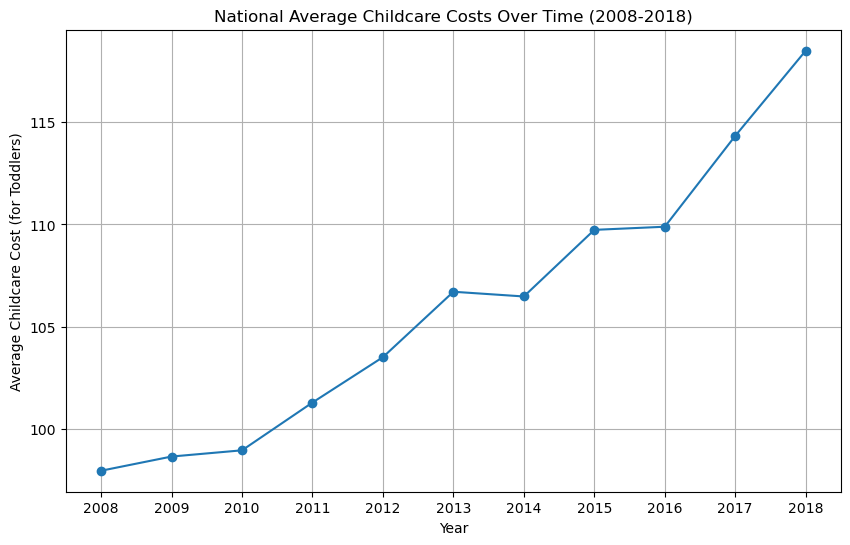 National Average Childcare Costs Over Time (2008-2018)
Average Childcare Cost (for Toddlers)
115
110
105
100
2008 2009 2010 2011 2012 2013 2014 2015 2016 2017 2018
Year